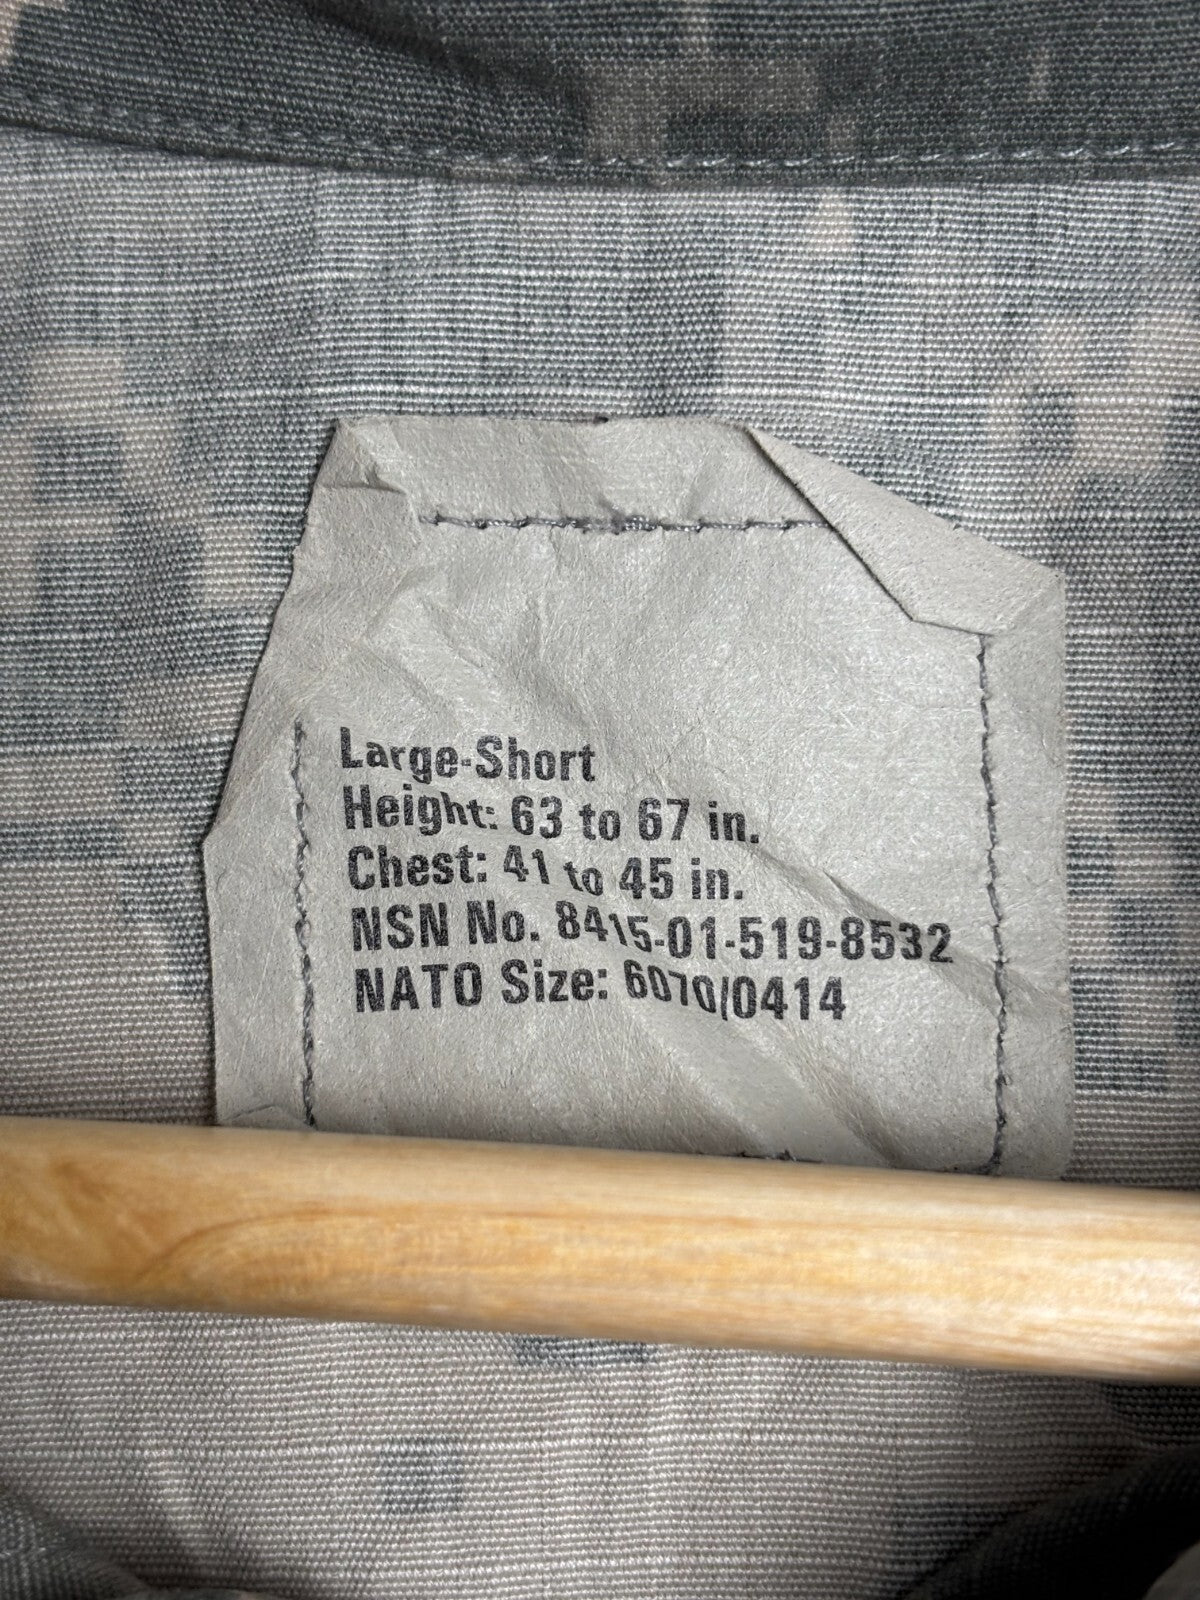 Large-Short
Height: 63 to 67 in.
Chest: 41 to 45 in.
NSN No. 8415-01-519-8532
NATO Size: 6070/0414